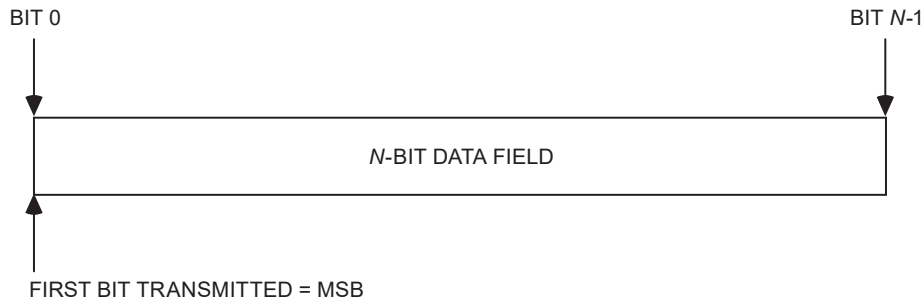 BIT 0
BIT N-1
N-BIT DATA FIELD
FIRST BIT TRANSMITTED = MSB